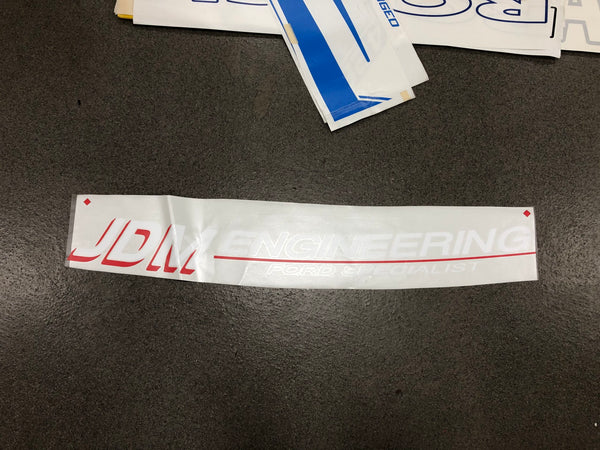 JDM ENGINEERING
FORD SPECIALIST